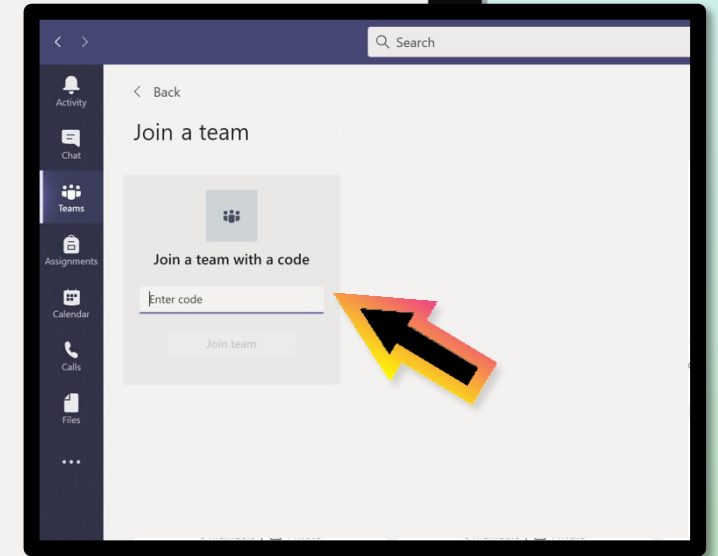 Search
Activity
Chat
Teams
Assignments
Calendar
Calls
Files
Back
Join a team
Join a team with a code
Enter code
Join team